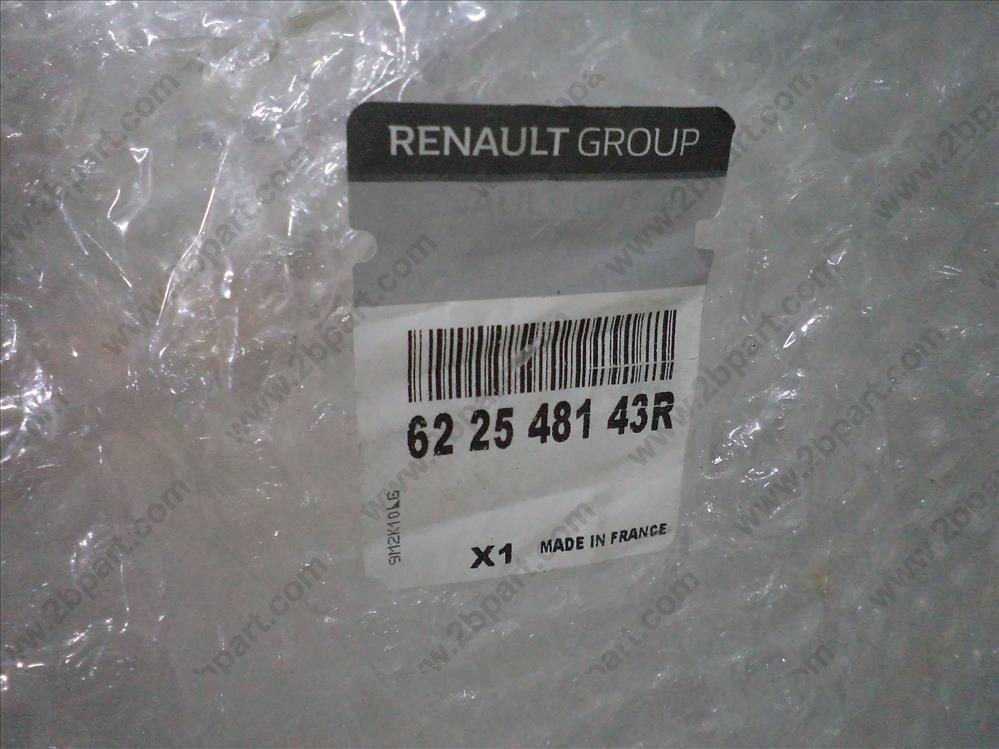 RENAULT GROUP
62 25 481 43R
9M2K10LG
X1 MADE IN FRANCE
www.2bpart.com